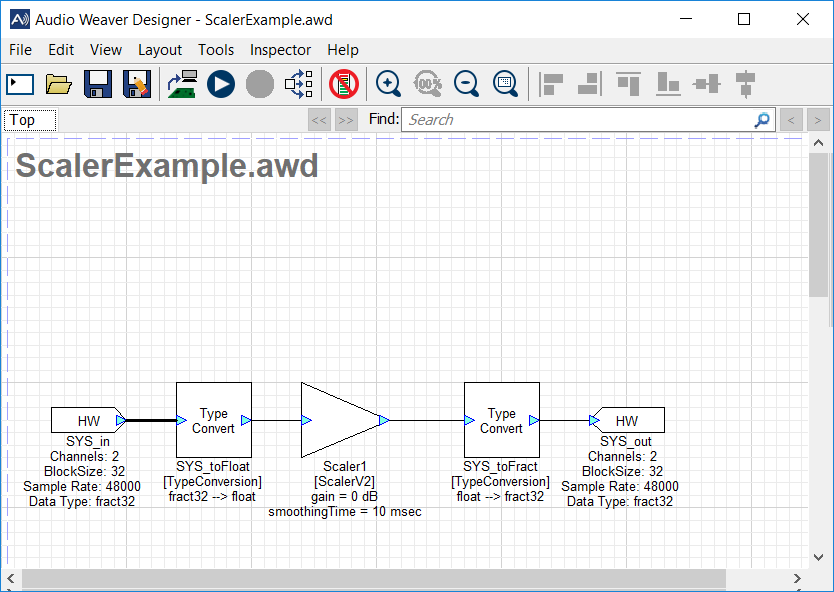 Audio Weaver Designer - ScalerExample.awd
File Edit View Layout Tools Inspector Help
100%
Top << >> Find: Search < >
ScalerExample.awd
HW
SYS_in
Channels: 2
BlockSize: 32
Sample Rate: 48000
Data Type: fract32
Type
Convert
SYS_toFloat
[TypeConversion]
fract32 --> float
Scaler1
[ScalerV2]
gain = 0 dB
smoothingTime = 10 msec
Type
Convert
SYS_toFract
[TypeConversion]
float --> fract32
HW
SYS_out
Channels: 2
BlockSize: 32
Sample Rate: 48000
Data Type: fract32